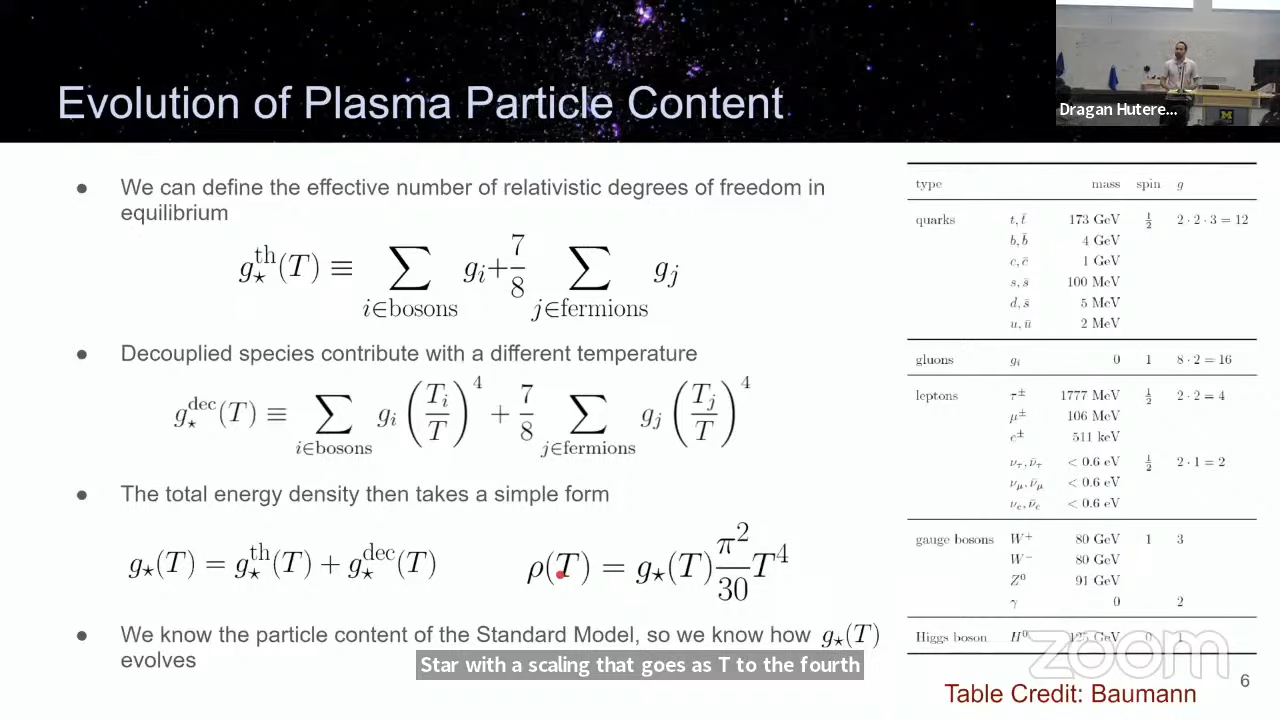 Evolution of Plasma Particle Content
Dragan Hutere...
● We can define the effective number of relativistic degrees of freedom in
equilibrium
g⋆^th(T) ≡ ∑_{i∈bosons} g_i + 7/8 ∑_{j∈fermions} g_j
● Decouplied species contribute with a different temperature
g⋆^dec(T) ≡ ∑_{i∈bosons} g_i (T_i/T)^4 + 7/8 ∑_{j∈fermions} g_j (T_j/T)^4
● The total energy density then takes a simple form
g⋆(T) = g⋆^th(T) + g⋆^dec(T) ρ(T) = g⋆(T) π²/30 T⁴
● We know the particle content of the Standard Model, so we know how g⋆(T)
evolves
type mass spin g
quarks t, t̄ 173 GeV ½ 2 · 2 · 3 = 12
b, b̄ 4 GeV
c, c̄ 1 GeV
s, s̄ 100 MeV
d, s̄ 5 MeV
u, ū 2 MeV
gluons g_i 0 1 8 · 2 = 16
leptons τ± 1777 MeV ½ 2 · 2 = 4
μ± 106 MeV
e± 511 keV
ν_τ, ν̄_τ < 0.6 eV ½ 2 · 1 = 2
ν_μ, ν̄_μ < 0.6 eV
ν_e, ν̄_e < 0.6 eV
gauge bosons W⁺ 80 GeV 1 3
W⁻ 80 GeV
Z⁰ 91 GeV
γ 0 2
Higgs boson H⁰ 125 GeV 0 1
zoom
Star with a scaling that goes as T to the fourth
Table Credit: Baumann
6